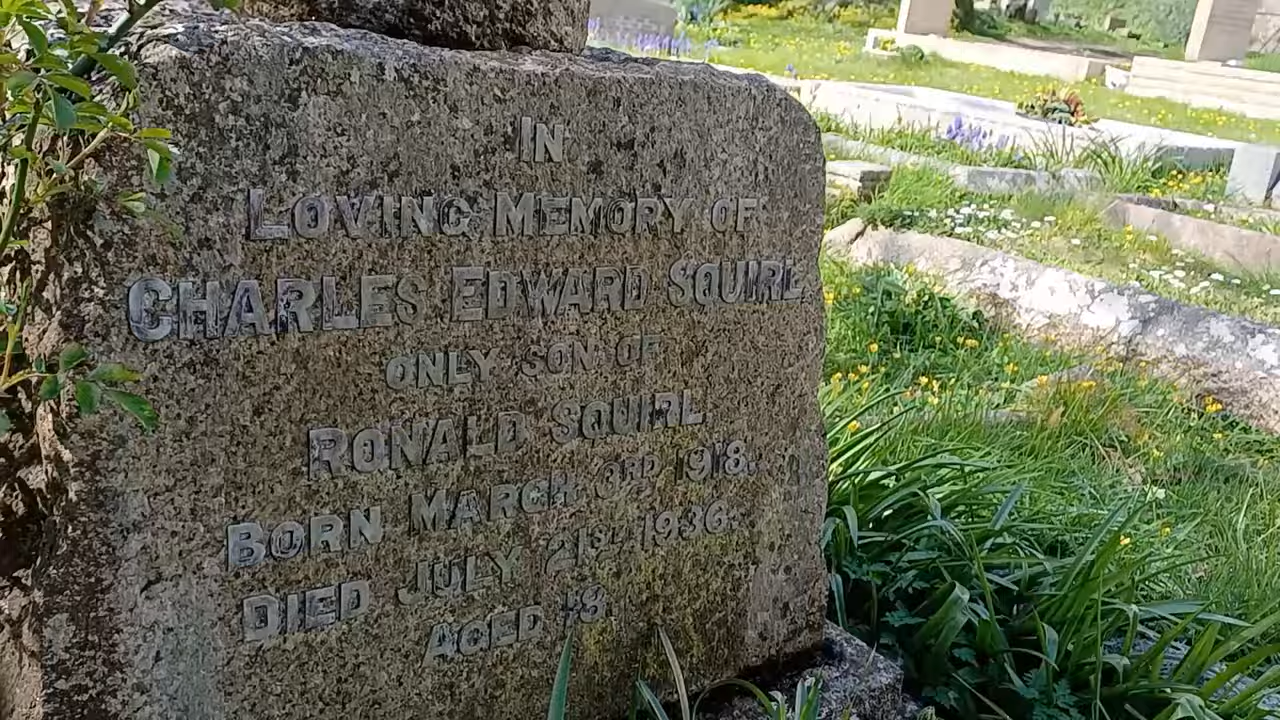 IN
LOVING MEMORY OF
CHARLES EDWARD SQUIRL
ONLY SON OF
RONALD SQUIRL
BORN MARCH 3RD 1918.
DIED JULY 21ST 1936.
AGED 18